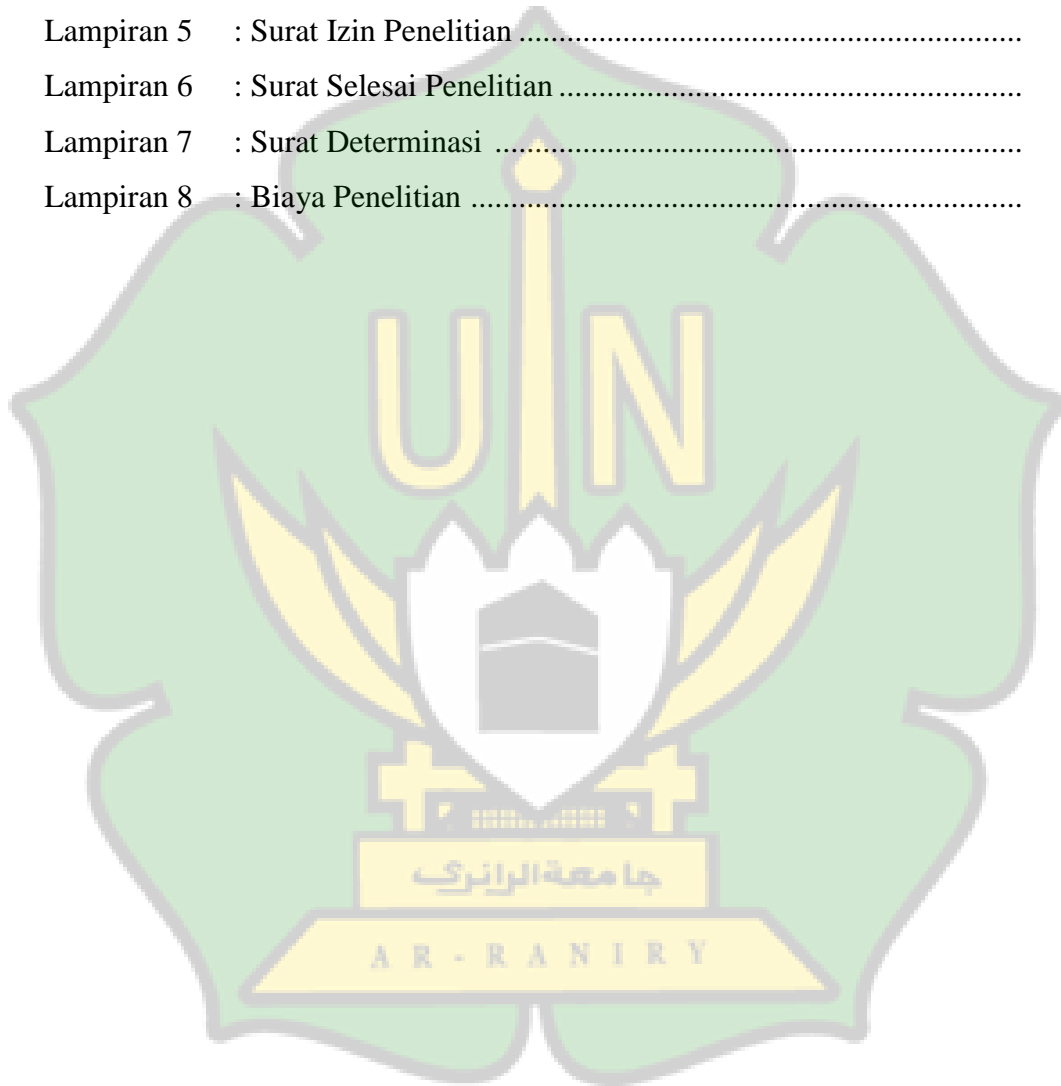 Lampiran 5 : Surat Izin Penelitian ................................................................
Lampiran 6 : Surat Selesai Penelitian ...........................................................
Lampiran 7 : Surat Determinasi ...................................................................
Lampiran 8 : Biaya Penelitian ......................................................................
UIN
جامعة الرانري
AR-RANIRY